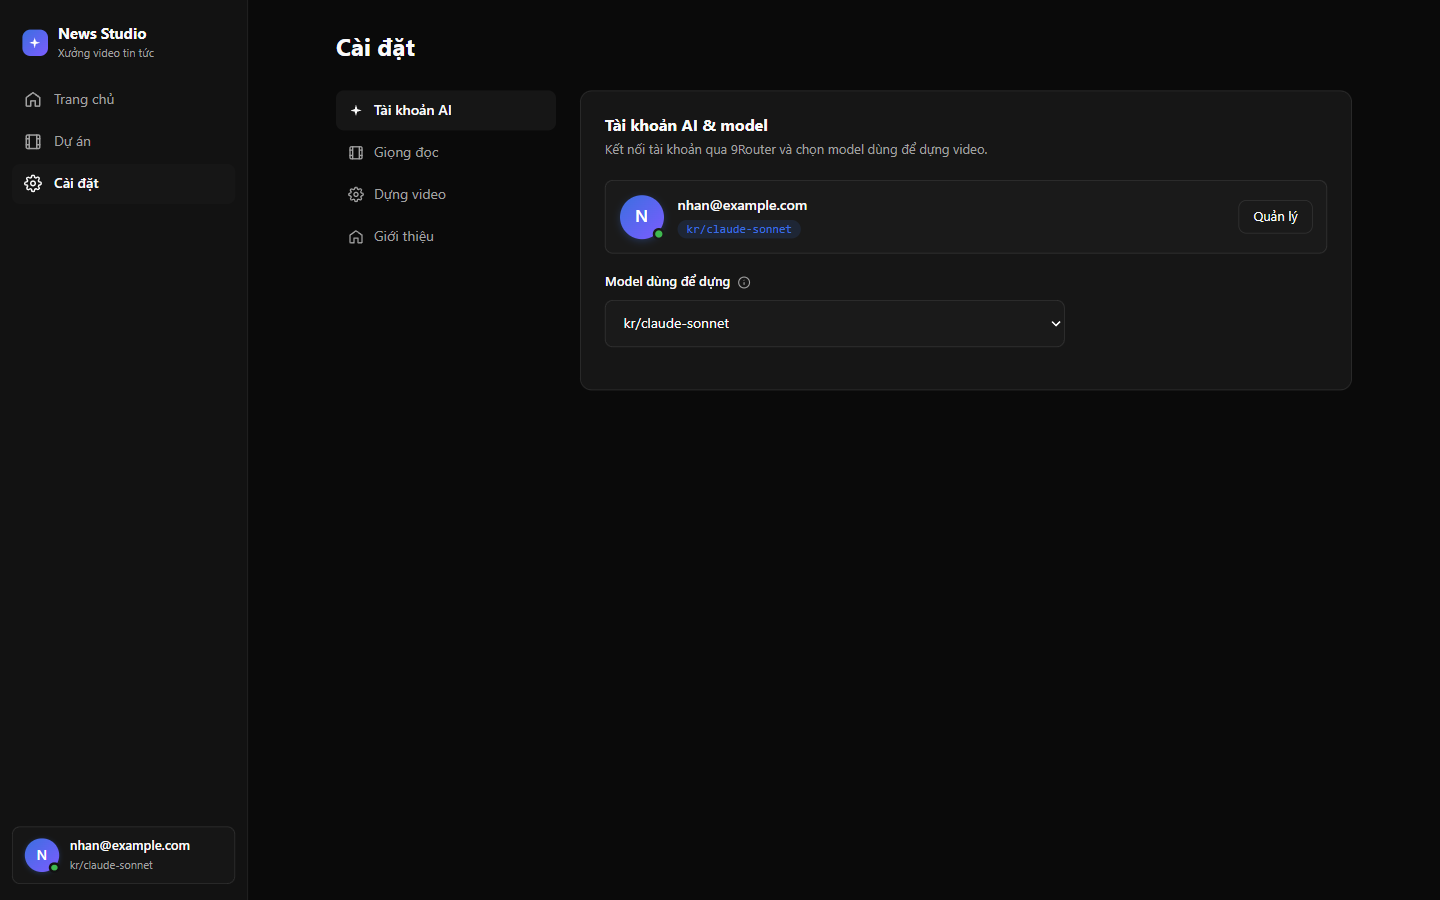 News Studio
Xưởng video tin tức
Trang chủ
Dự án
Cài đặt
N
nhan@example.com
kr/claude-sonnet
Cài đặt
Tài khoản AI
Giọng đọc
Dựng video
Giới thiệu
Tài khoản AI & model
Kết nối tài khoản qua 9Router và chọn model dùng để dựng video.
N
nhan@example.com
kr/claude-sonnet
Quản lý
Model dùng để dựng
kr/claude-sonnet